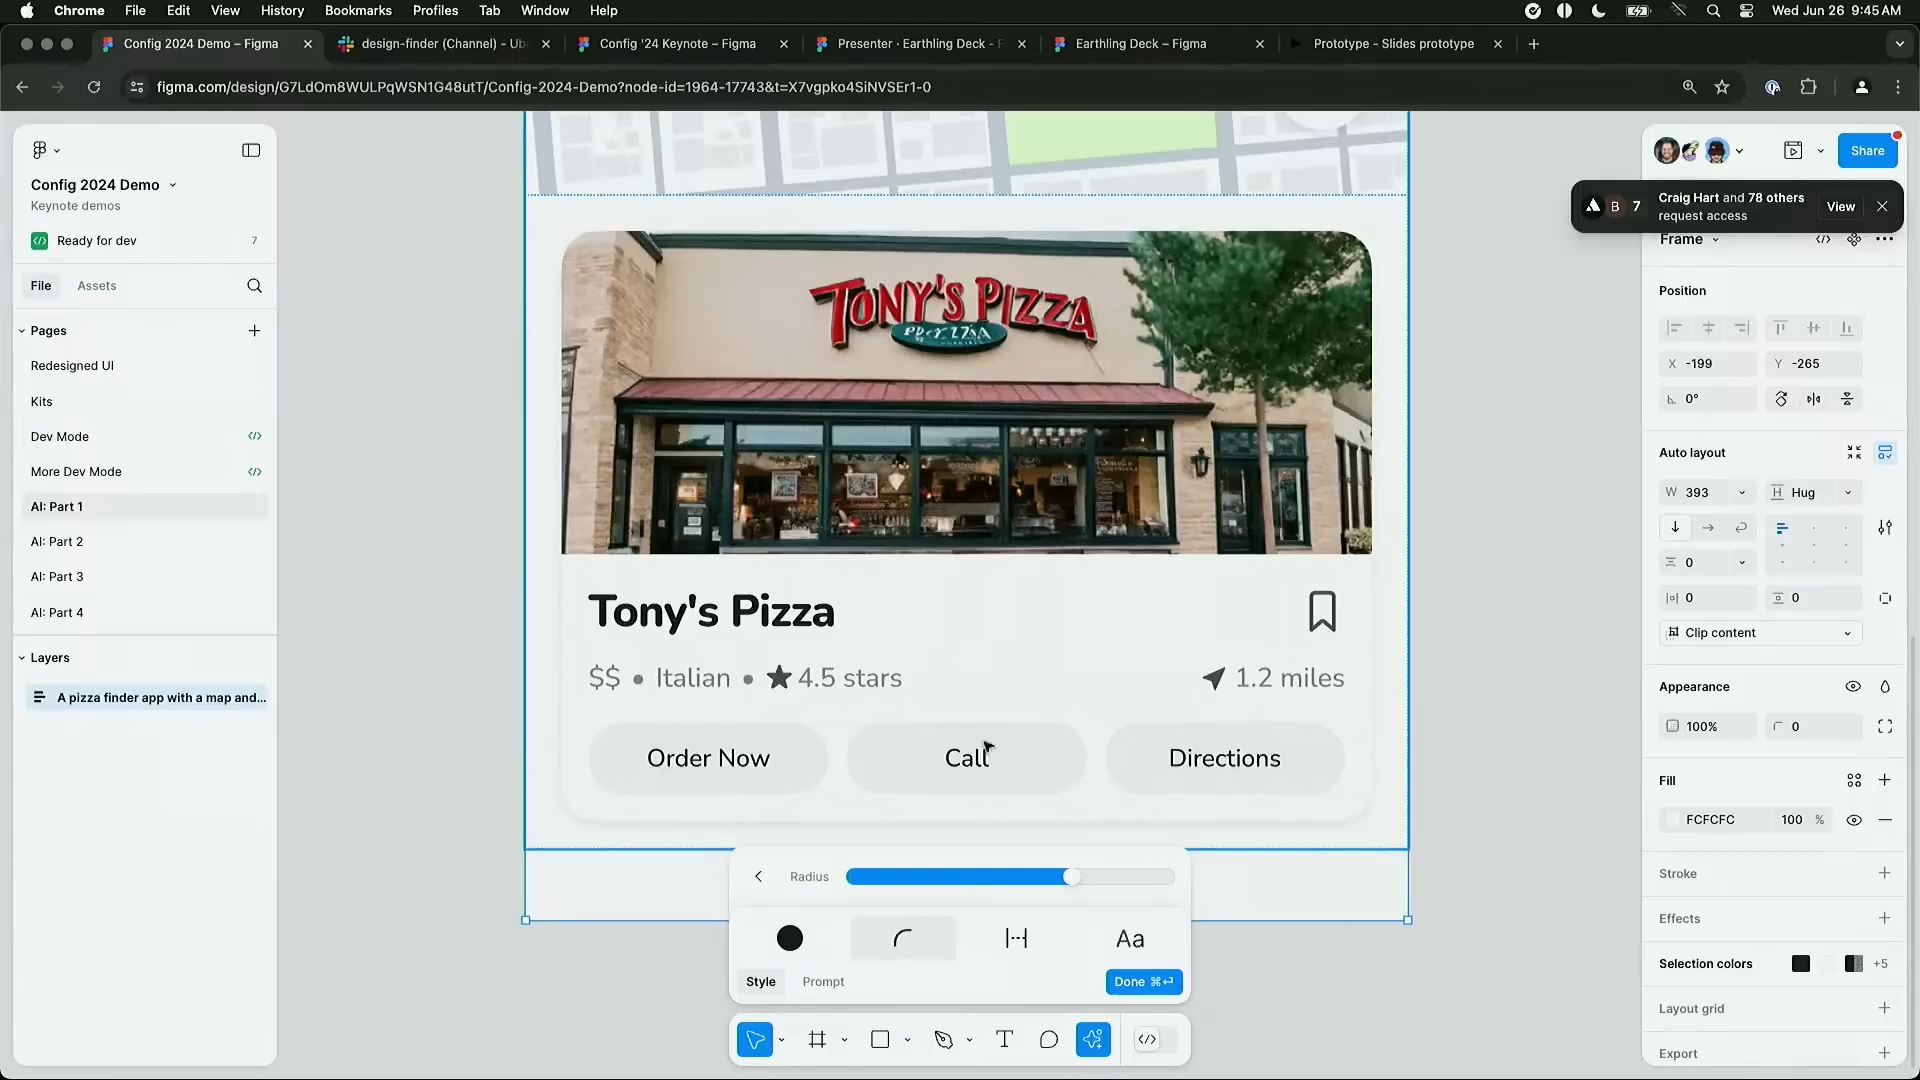 Chrome File Edit View History Bookmarks Profiles Tab Window Help
Wed Jun 26 9:45 AM
Config 2024 Demo – Figma
design-finder (Channel) - Ub
Config '24 Keynote – Figma
Presenter · Earthling Deck - F
Earthling Deck – Figma
Prototype - Slides prototype
figma.com/design/G7LdOm8WULPqWSN1G48utT/Config-2024-Demo?node-id=1964-17743&t=X7vgpko4SiNVSEr1-0
Config 2024 Demo
Keynote demos
Ready for dev 7
File Assets
Pages
Redesigned UI
Kits
Dev Mode
More Dev Mode
AI: Part 1
AI: Part 2
AI: Part 3
AI: Part 4
Layers
A pizza finder app with a map and...
TONY'S PIZZA
Tony's Pizza
$$ • Italian • ★ 4.5 stars
1.2 miles
Order Now
Call
Directions
Radius
Aa
Style Prompt
Done ⌘⏎
Share
B 7
Craig Hart and 78 others
request access
View
Frame
Position
X -199
Y -265
0°
Auto layout
W 393
H Hug
0
0
0
Clip content
Appearance
100%
0
Fill
FCFCFC 100 %
Stroke
Effects
Selection colors +5
Layout grid
Export